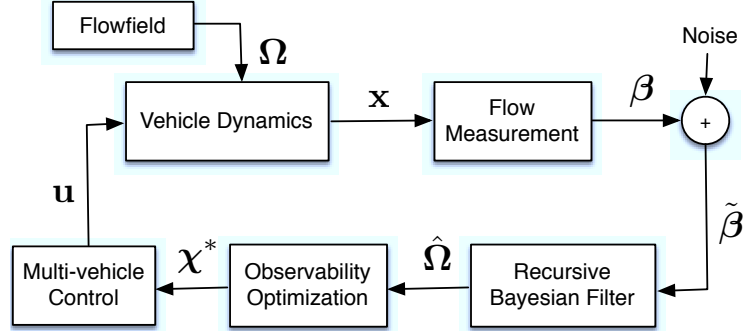 Flowfield
Ω
Noise
Vehicle Dynamics
x
Flow
Measurement
β
+
u
β̃
Multi-vehicle
Control
χ*
Observability
Optimization
Ω̂
Recursive
Bayesian Filter